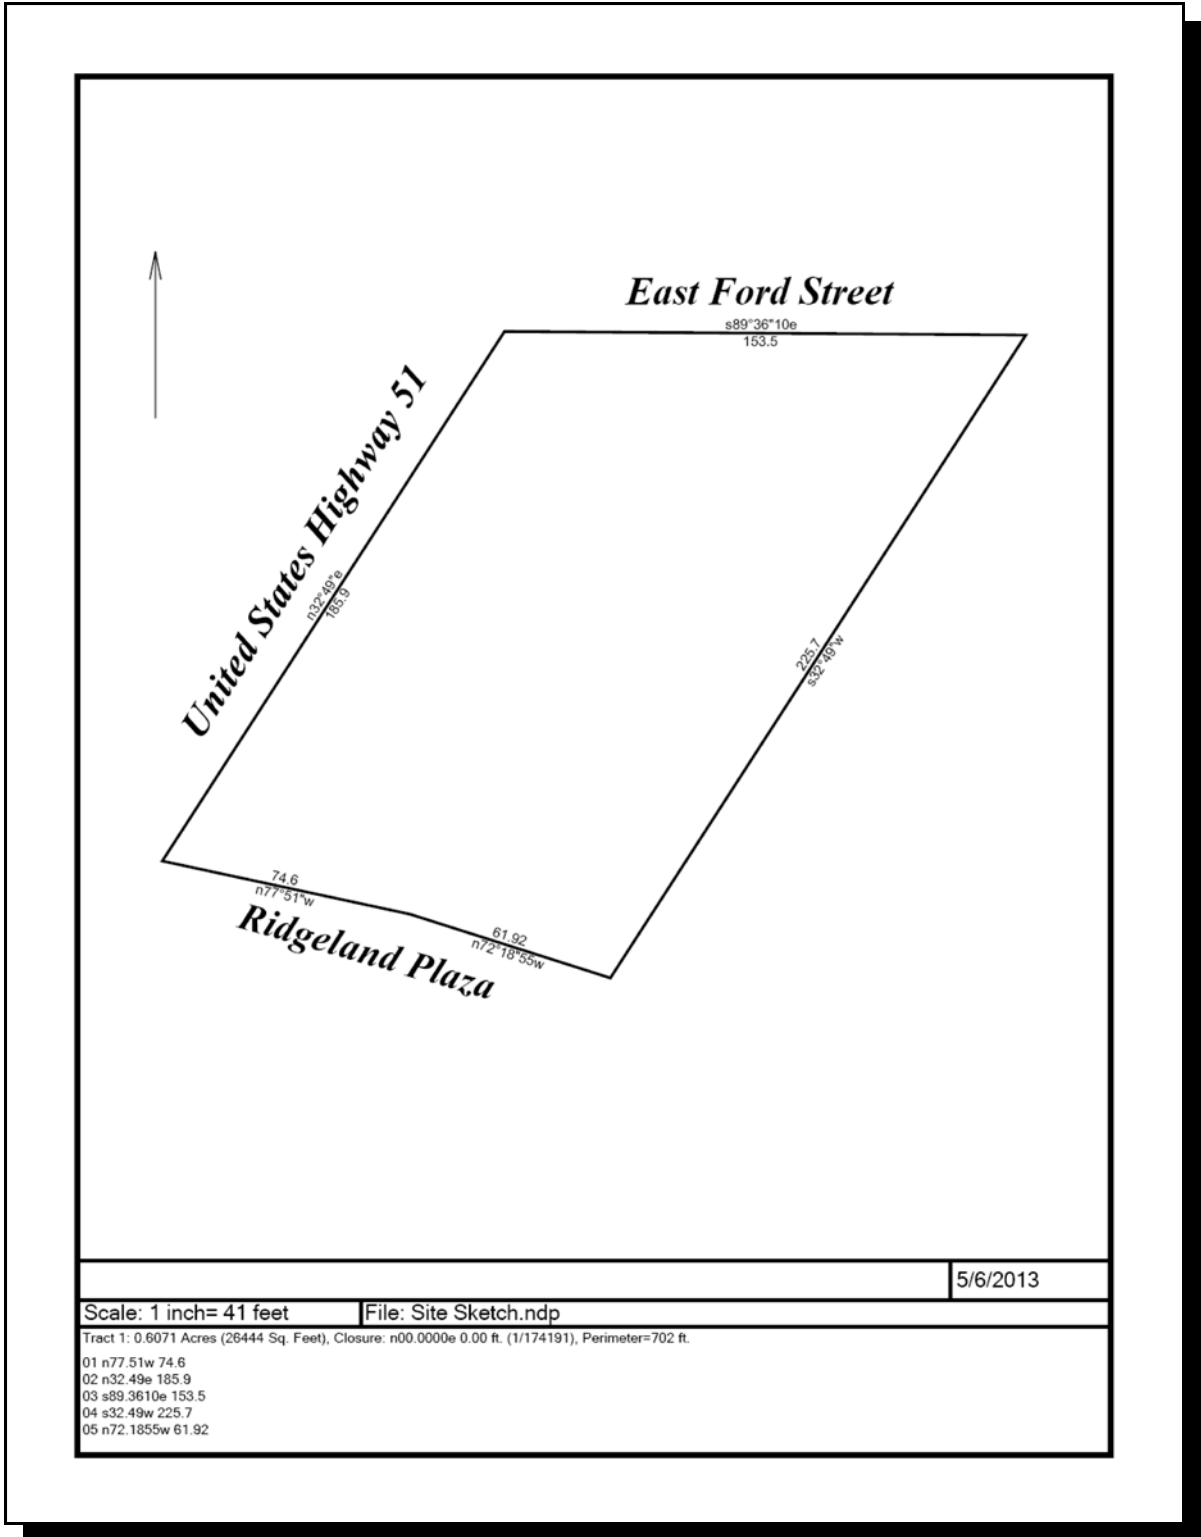 East Ford Street
s89°36"10e
153.5
United States Highway 51
n32°49"e
185.9
225.7
s32°49"w
74.6
n77°51"w
61.92
n72°18"55w
Ridgeland Plaza
5/6/2013
Scale: 1 inch= 41 feet
File: Site Sketch.ndp
Tract 1: 0.6071 Acres (26444 Sq. Feet), Closure: n00.0000e 0.00 ft. (1/174191), Perimeter=702 ft.
01 n77.51w 74.6
02 n32.49e 185.9
03 s89.3610e 153.5
04 s32.49w 225.7
05 n72.1855w 61.92